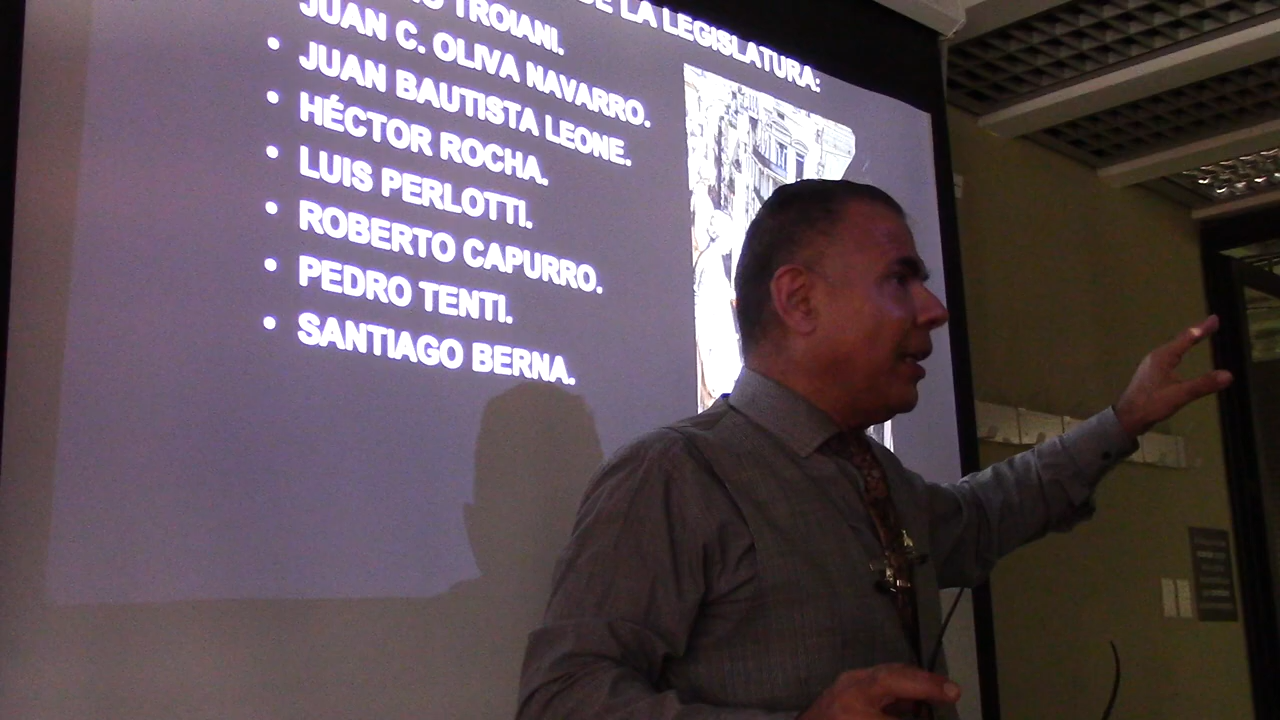 DE LA LEGISLATURA:
TROIANI.
JUAN C. OLIVA NAVARRO.
• JUAN BAUTISTA LEONE.
• HÉCTOR ROCHA.
• LUIS PERLOTTI.
• ROBERTO CAPURRO.
• PEDRO TENTI.
• SANTIAGO BERNA.